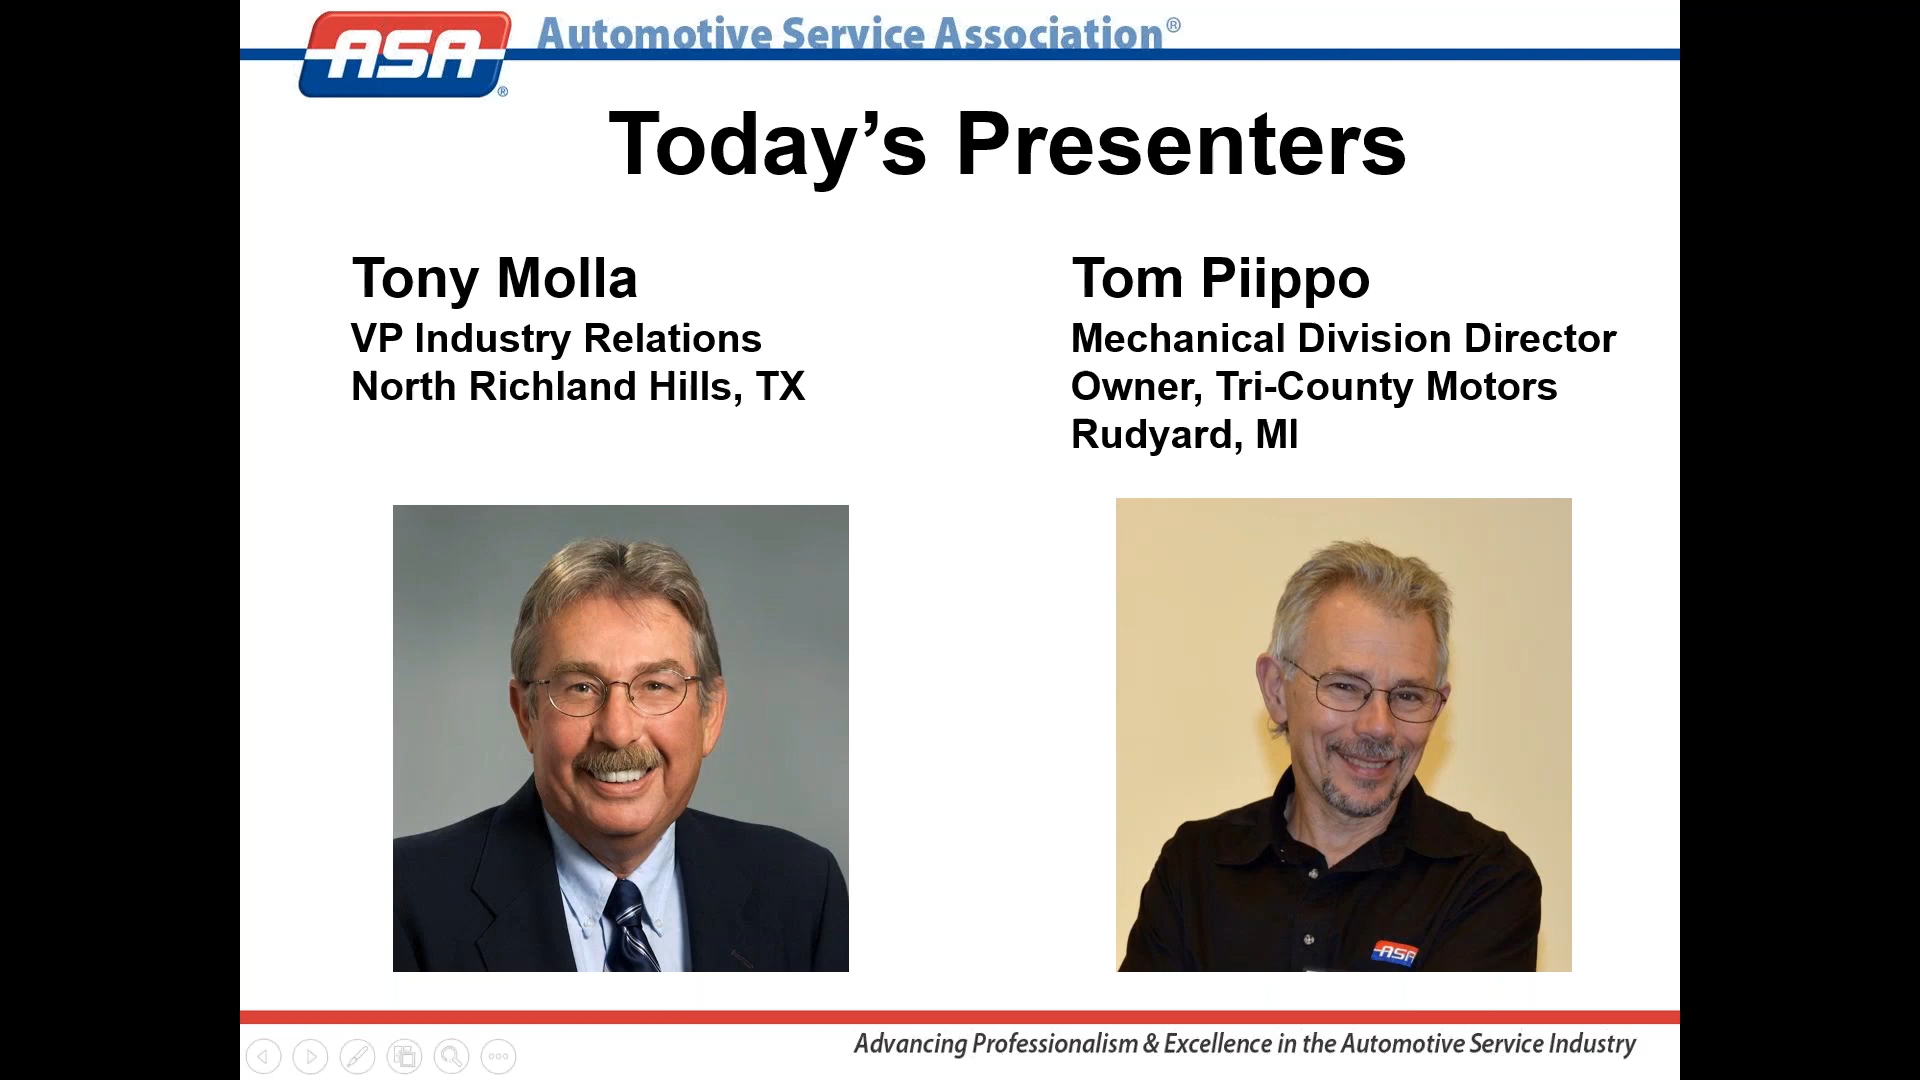 ASA®
Automotive Service Association®
Today’s Presenters
Tony Molla
VP Industry Relations
North Richland Hills, TX
Tom Piippo
Mechanical Division Director
Owner, Tri-County Motors
Rudyard, MI
ASA
Advancing Professionalism & Excellence in the Automotive Service Industry